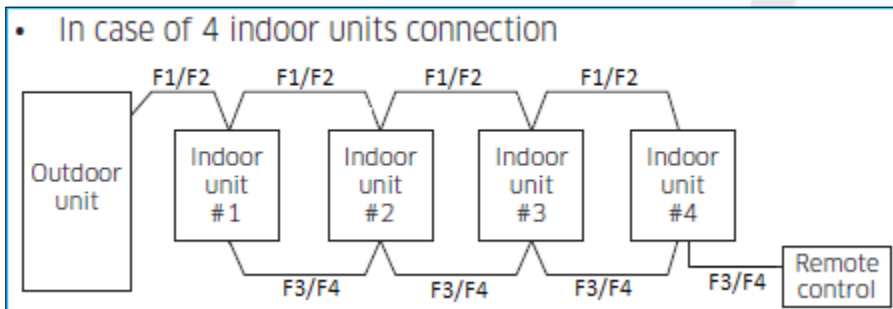 • In case of 4 indoor units connection
F1/F2 F1/F2 F1/F2 F1/F2
Outdoor
unit
Indoor
unit
#1
Indoor
unit
#2
Indoor
unit
#3
Indoor
unit
#4
F3/F4 F3/F4 F3/F4 F3/F4
Remote
control